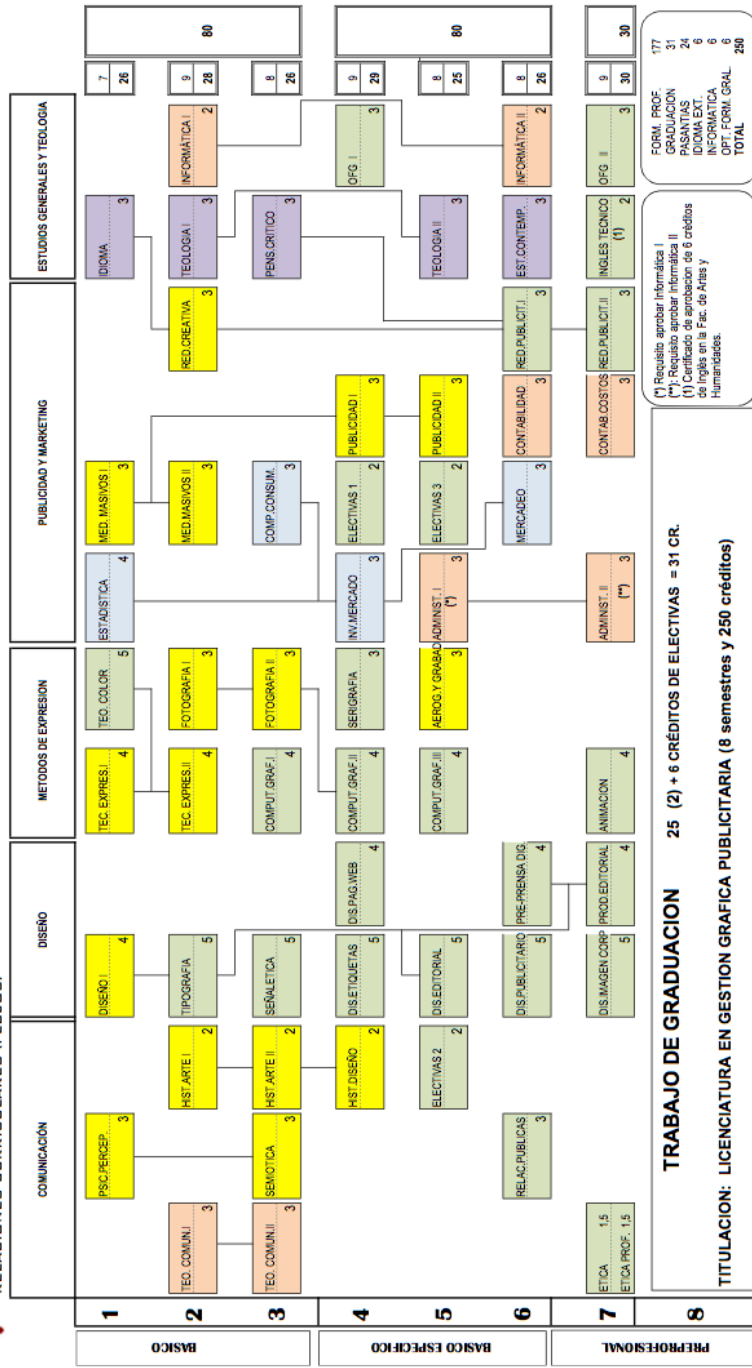 COMUNICACIÓN DISEÑO METODOS DE EXPRESION PUBLICIDAD Y MARKETING ESTUDIOS GENERALES Y TEOLOGIA
BASICO
1
PSIC.PERCEP. 3
DISEÑO I 4
TEC. EXPRES.I 4
TEO. COLOR 5
ESTADISTICA 4
MED. MASIVOS I 3
IDIOMA 3
7
26
2
TEO. COMUN.I 3
HIST.ARTE I 2
TIPOGRAFIA 5
TEC. EXPRES.II 4
FOTOGRAFIA I 3
MED.MASIVOS II 3
RED.CREATIVA 3
TEOLOGIA I 3
INFORMÁTICA I 2
9
28
80
3
TEO. COMUN.II 3
SEMIOTICA 3
HIST.ARTE II 2
SEÑALETICA 5
COMPUT.GRAF.I 4
FOTOGRAFIA II 3
COMP.CONSUM. 3
PENS.CRITICO 3
8
26
BASICO ESPECIFICO
4
HIST.DISEÑO 2
DIS.ETIQUETAS 5
DIS.PAG.WEB 4
COMPUT.GRAF.II 4
SERIGRAFIA 3
INV.MERCADO 3
ELECTIVAS 1 2
PUBLICIDAD I 3
OFG I 3
9
29
5
ELECTIVAS 2 2
DIS.EDITORIAL 5
COMPUT.GRAF.III 4
AEROG.Y GRABAD 3
ADMINIST. I 3
(*)
ELECTIVAS 3 2
PUBLICIDAD II 3
TEOLOGIA II 3
8
25
80
6
RELAC.PUBLICAS 3
DIS.PUBLICITARIO 5
PRE-PRENSA DIG. 4
MERCADEO 3
CONTABILIDAD 3
RED.PUBLICIT.I 3
EST.CONTEMP. 3
INFORMÁTICA II 2
8
26
PREPROFESIONAL
7
ETICA 1,5
ETICA PROF. 1,5
DIS.IMAGEN CORP 5
PROD.EDITORIAL 4
ANIMACION 4
ADMINIST. II 3
(**)
CONTAB.COSTOS 3
RED.PUBLICIT.II 3
INGLES TECNICO 2
(1)
OFG II 3
9
30
30
8
TRABAJO DE GRADUACION 25 (2) + 6 CRÉDITOS DE ELECTIVAS = 31 CR.
TITULACION: LICENCIATURA EN GESTION GRAFICA PUBLICITARIA (8 semestres y 250 créditos)
(*) Requisito aprobar Informática I
(**): Requisito aprobar Informática II
(1) Certificado de aprobacion de 6 créditos
de Inglés en la Fac. de Artes y
Humanidades.
FORM. PROF. 177
GRADUACION 31
PASANTIAS 24
IDIOMA EXT. 6
INFORMATICA 6
OPT. FORM. GRAL. 6
TOTAL 250